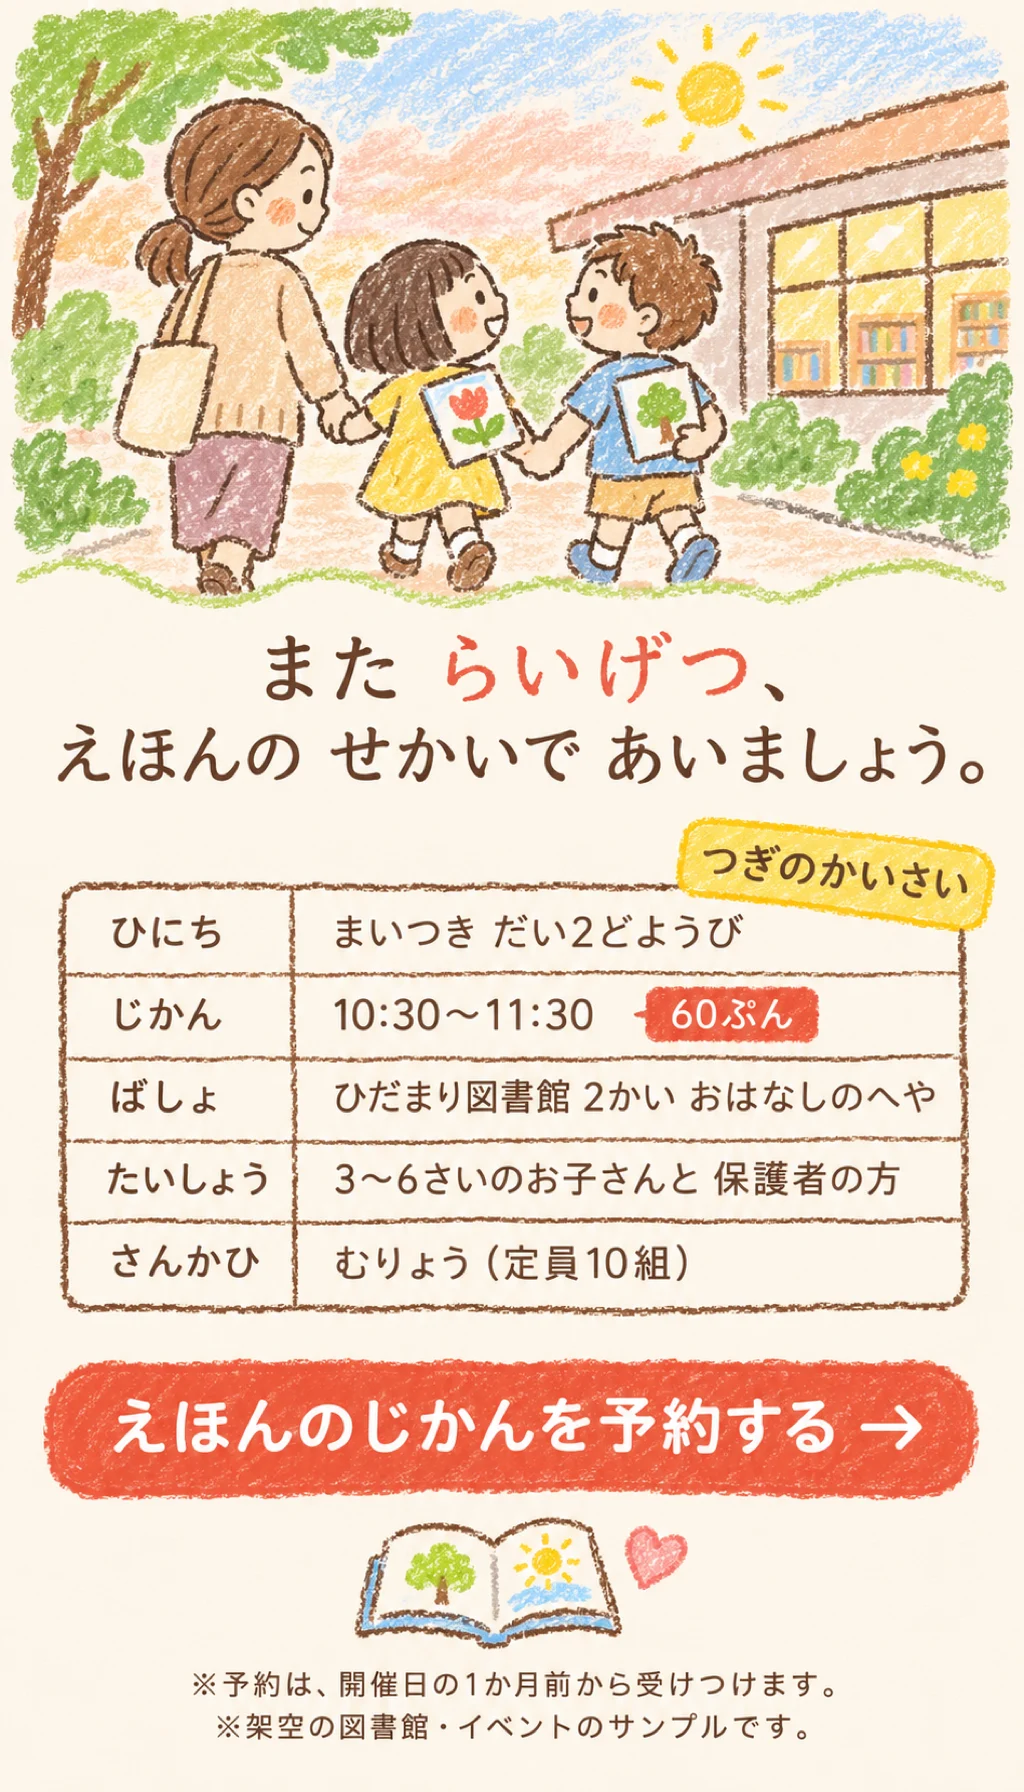 また らいげつ、
えほんの せかいで あいましょう。
つぎのかいさい
ひにち まいつき だい2どようび
じかん 10:30～11:30 60ぷん
ばしょ ひだまり図書館 2かい おはなしのへや
たいしょう 3～6さいのお子さんと 保護者の方
さんかひ むりょう(定員10組)
えほんのじかんを予約する →
※予約は、開催日の1か月前から受けつけます。
※架空の図書館・イベントのサンプルです。